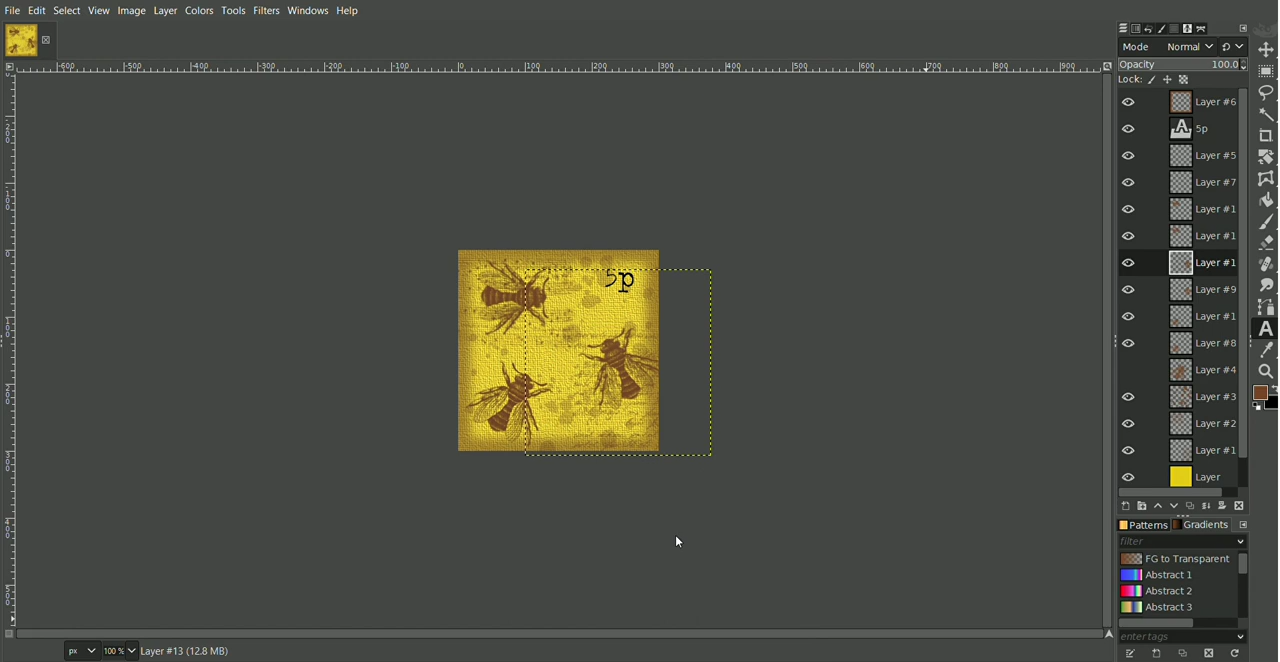 File Edit Select View Image Layer Colors Tools Filters Windows Help
Mode Normal
Opacity 100.0
Lock:
-600 -500 -400 -300 -200 -100 0 100 200 300 400 500 600 700 800 900
Layer #6
A 5p
Layer #5
Layer #7
Layer #1
Layer #1
Layer #1
Layer #9
Layer #1
Layer #8
Layer #4
Layer #3
Layer #2
Layer #1
Layer
5p
Patterns Gradients
filter
FG to Transparent
Abstract 1
Abstract 2
Abstract 3
enter tags
px 100 % Layer #13 (12.8 MB)